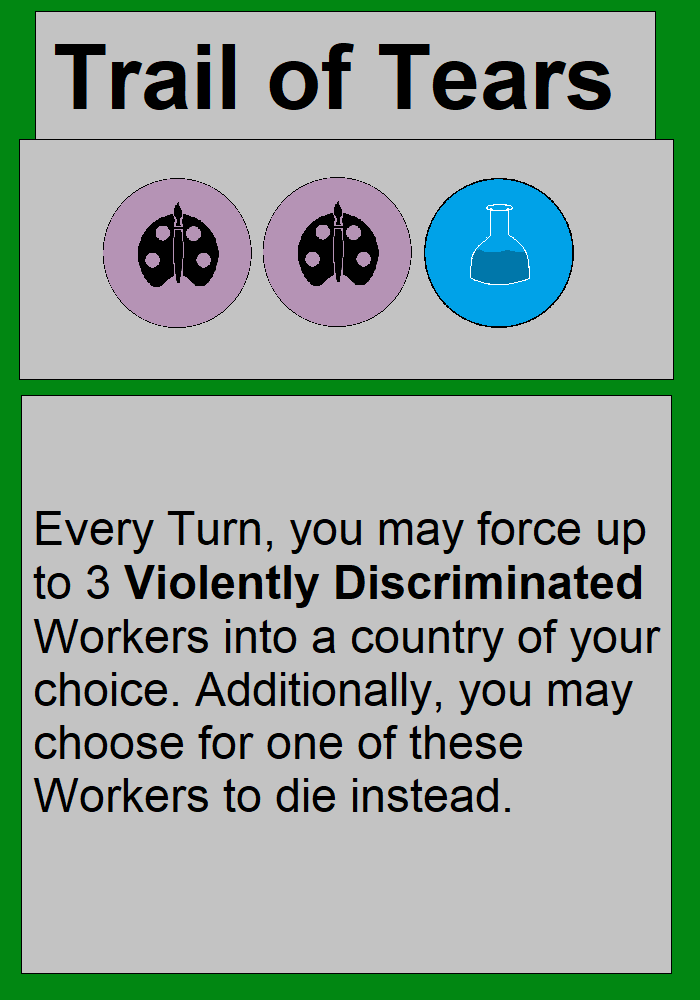 Trail of Tears
Every Turn, you may force up
to 3 Violently Discriminated
Workers into a country of your
choice. Additionally, you may
choose for one of these
Workers to die instead.